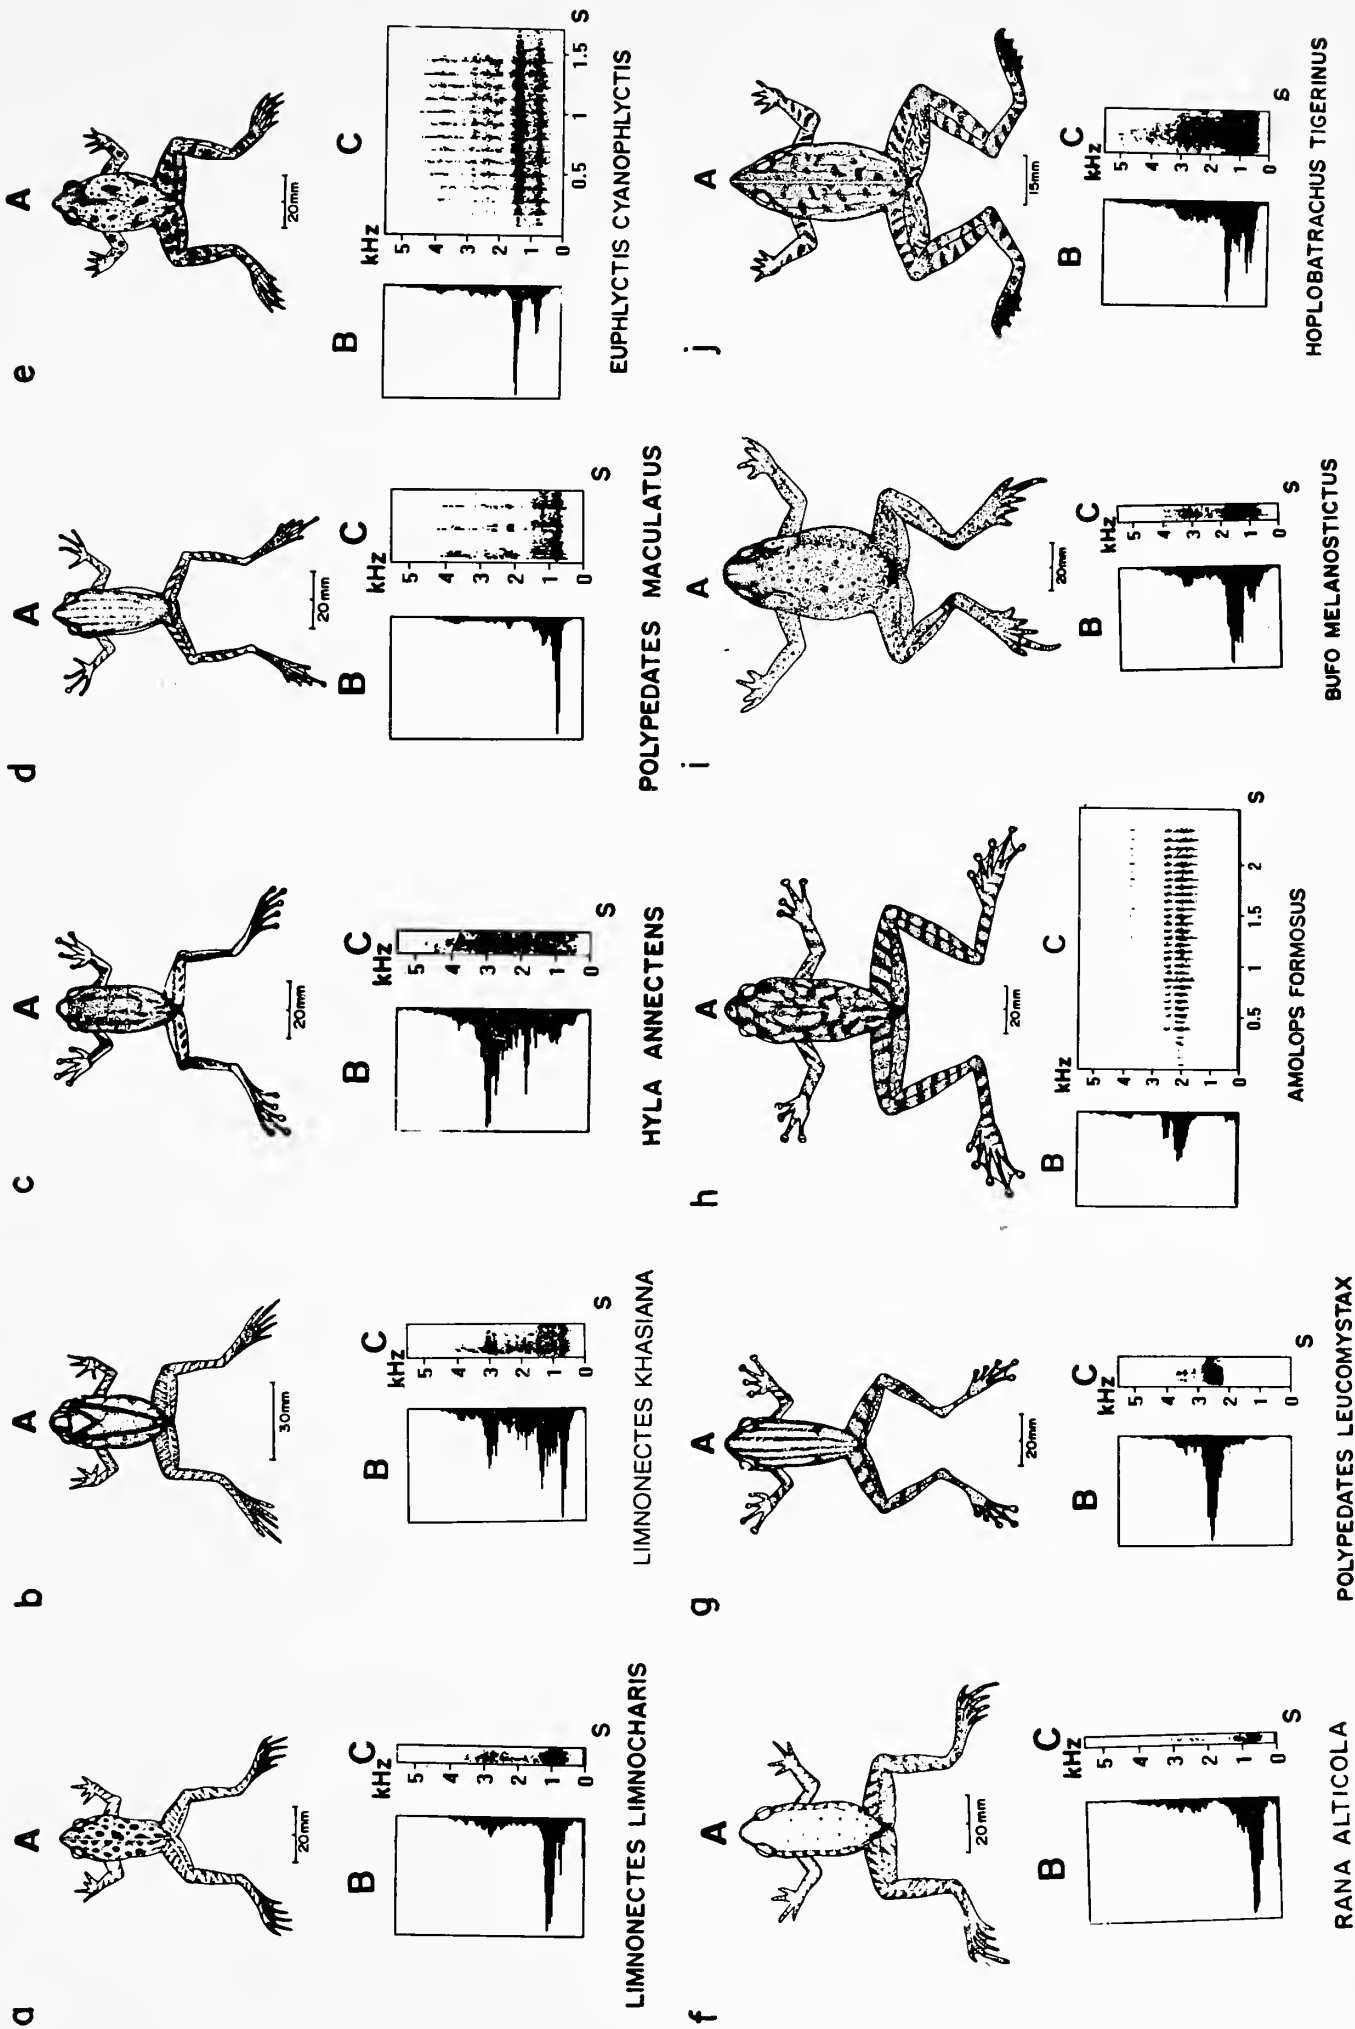 a
A
20mm
B
C
kHz
5
4
3
2
1
0
S
LIMNONECTES LIMNOCHARIS
b
A
30mm
B
C
kHz
5
4
3
2
1
0
S
LIMNONECTES KHASIANA
c
A
20mm
B
C
kHz
5
4
3
2
1
0
S
HYLA ANNECTENS
d
A
20mm
B
C
kHz
5
4
3
2
1
0
S
POLYPEDATES MACULATUS
e
A
20mm
B
C
kHz
5
4
3
2
1
0
0.5 1 1.5 S
EUPHLYCTIS CYANOPHLYCTIS
f
A
20mm
B
C
kHz
5
4
3
2
1
0
S
RANA ALTICOLA
g
A
20mm
B
C
kHz
5
4
3
2
1
0
S
POLYPEDATES LEUCOMYSTAX
h
A
20mm
B
C
kHz
5
4
3
2
1
0
0.5 1 1.5 2 S
AMOLOPS FORMOSUS
i
A
20mm
B
C
kHz
5
4
3
2
1
0
S
BUFO MELANOSTICTUS
j
A
15mm
B
C
kHz
5
4
3
2
1
0
S
HOPLOBATRACHUS TIGERINUS